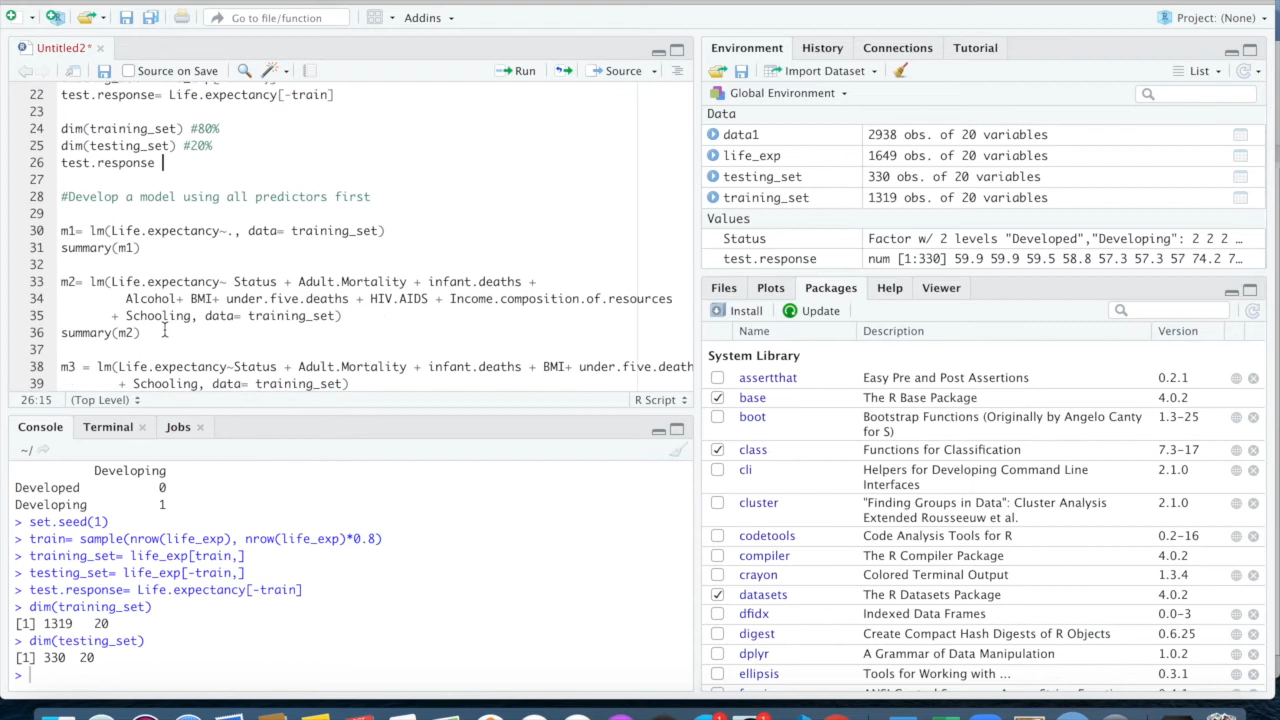 Go to file/function
Addins
Project: (None)
Untitled2*
Source on Save
Run
Source
22 test.response= Life.expectancy[-train]
23
24 dim(training_set) #80%
25 dim(testing_set) #20%
26 test.response
27
28 #Develop a model using all predictors first
29
30 m1= lm(Life.expectancy~., data= training_set)
31 summary(m1)
32
33 m2= lm(Life.expectancy~ Status + Adult.Mortality + infant.deaths +
34 Alcohol+ BMI+ under.five.deaths + HIV.AIDS + Income.composition.of.resources
35 + Schooling, data= training_set)
36 summary(m2)
37
38 m3 = lm(Life.expectancy~Status + Adult.Mortality + infant.deaths + BMI+ under.five.death
39 + Schooling, data= training_set)
26:15 (Top Level) R Script
Console Terminal Jobs
~/
Developing
Developed 0
Developing 1
> set.seed(1)
> train= sample(nrow(life_exp), nrow(life_exp)*0.8)
> training_set= life_exp[train,]
> testing_set= life_exp[-train,]
> test.response= Life.expectancy[-train]
> dim(training_set)
[1] 1319 20
> dim(testing_set)
[1] 330 20
>
Environment History Connections Tutorial
Import Dataset List
Global Environment
Data
data1 2938 obs. of 20 variables
life_exp 1649 obs. of 20 variables
testing_set 330 obs. of 20 variables
training_set 1319 obs. of 20 variables
Values
Status Factor w/ 2 levels "Developed","Developing": 2 2 2 …
test.response num [1:330] 59.9 59.9 59.5 58.8 57.3 57.3 57 74.2 7…
Files Plots Packages Help Viewer
Install Update
Name Description Version
System Library
assertthat Easy Pre and Post Assertions 0.2.1
base The R Base Package 4.0.2
boot Bootstrap Functions (Originally by Angelo Canty 1.3-25
for S)
class Functions for Classification 7.3-17
cli Helpers for Developing Command Line 2.1.0
Interfaces
cluster "Finding Groups in Data": Cluster Analysis 2.1.0
Extended Rousseeuw et al.
codetools Code Analysis Tools for R 0.2-16
compiler The R Compiler Package 4.0.2
crayon Colored Terminal Output 1.3.4
datasets The R Datasets Package 4.0.2
dfidx Indexed Data Frames 0.0-3
digest Create Compact Hash Digests of R Objects 0.6.25
dplyr A Grammar of Data Manipulation 1.0.2
ellipsis Tools for Working with ... 0.3.1